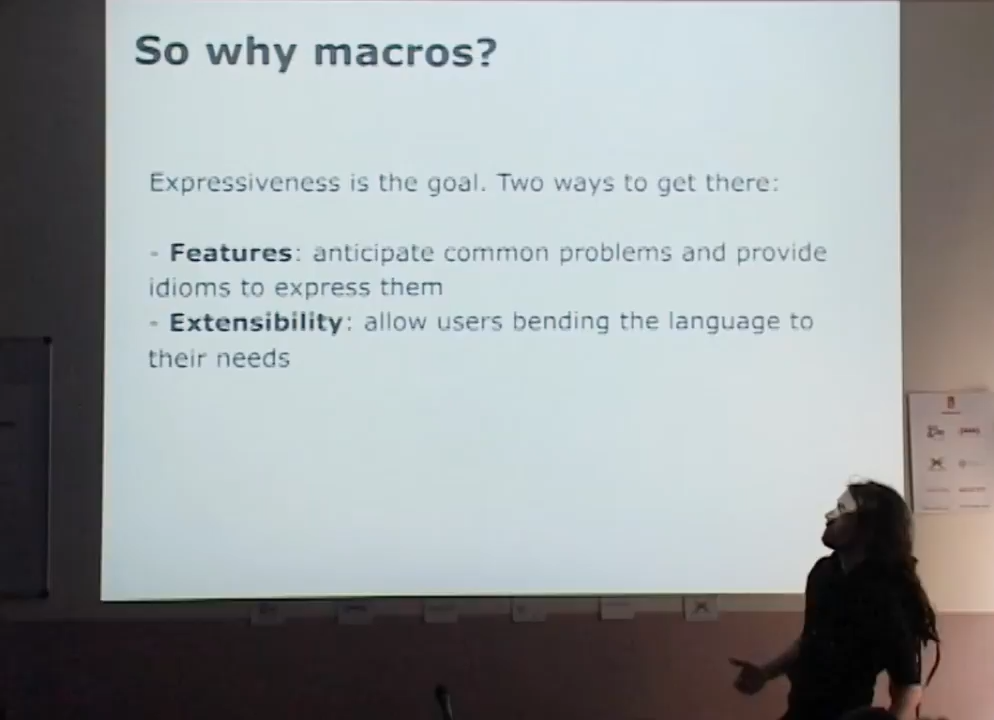 So why macros?
Expressiveness is the goal. Two ways to get there:
- Features: anticipate common problems and provide
idioms to express them
- Extensibility: allow users bending the language to
their needs